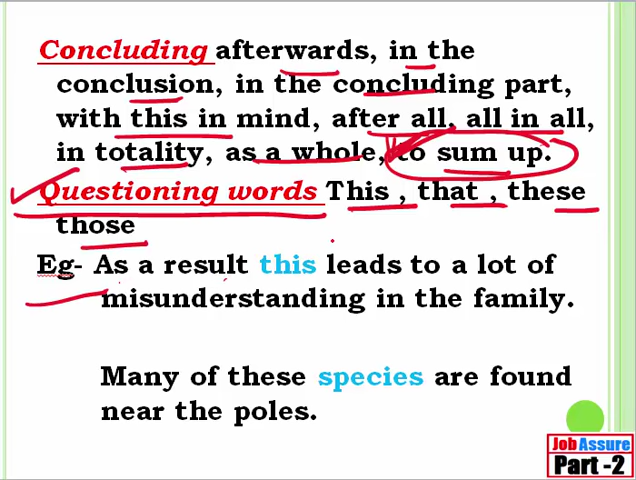 Concluding afterwards, in the
conclusion, in the concluding part,
with this in mind, after all, all in all,
in totality, as a whole, to sum up.
Questioning words This , that , these
those
Eg- As a result this leads to a lot of
misunderstanding in the family.
Many of these species are found
near the poles.
JobAssure
Part -2